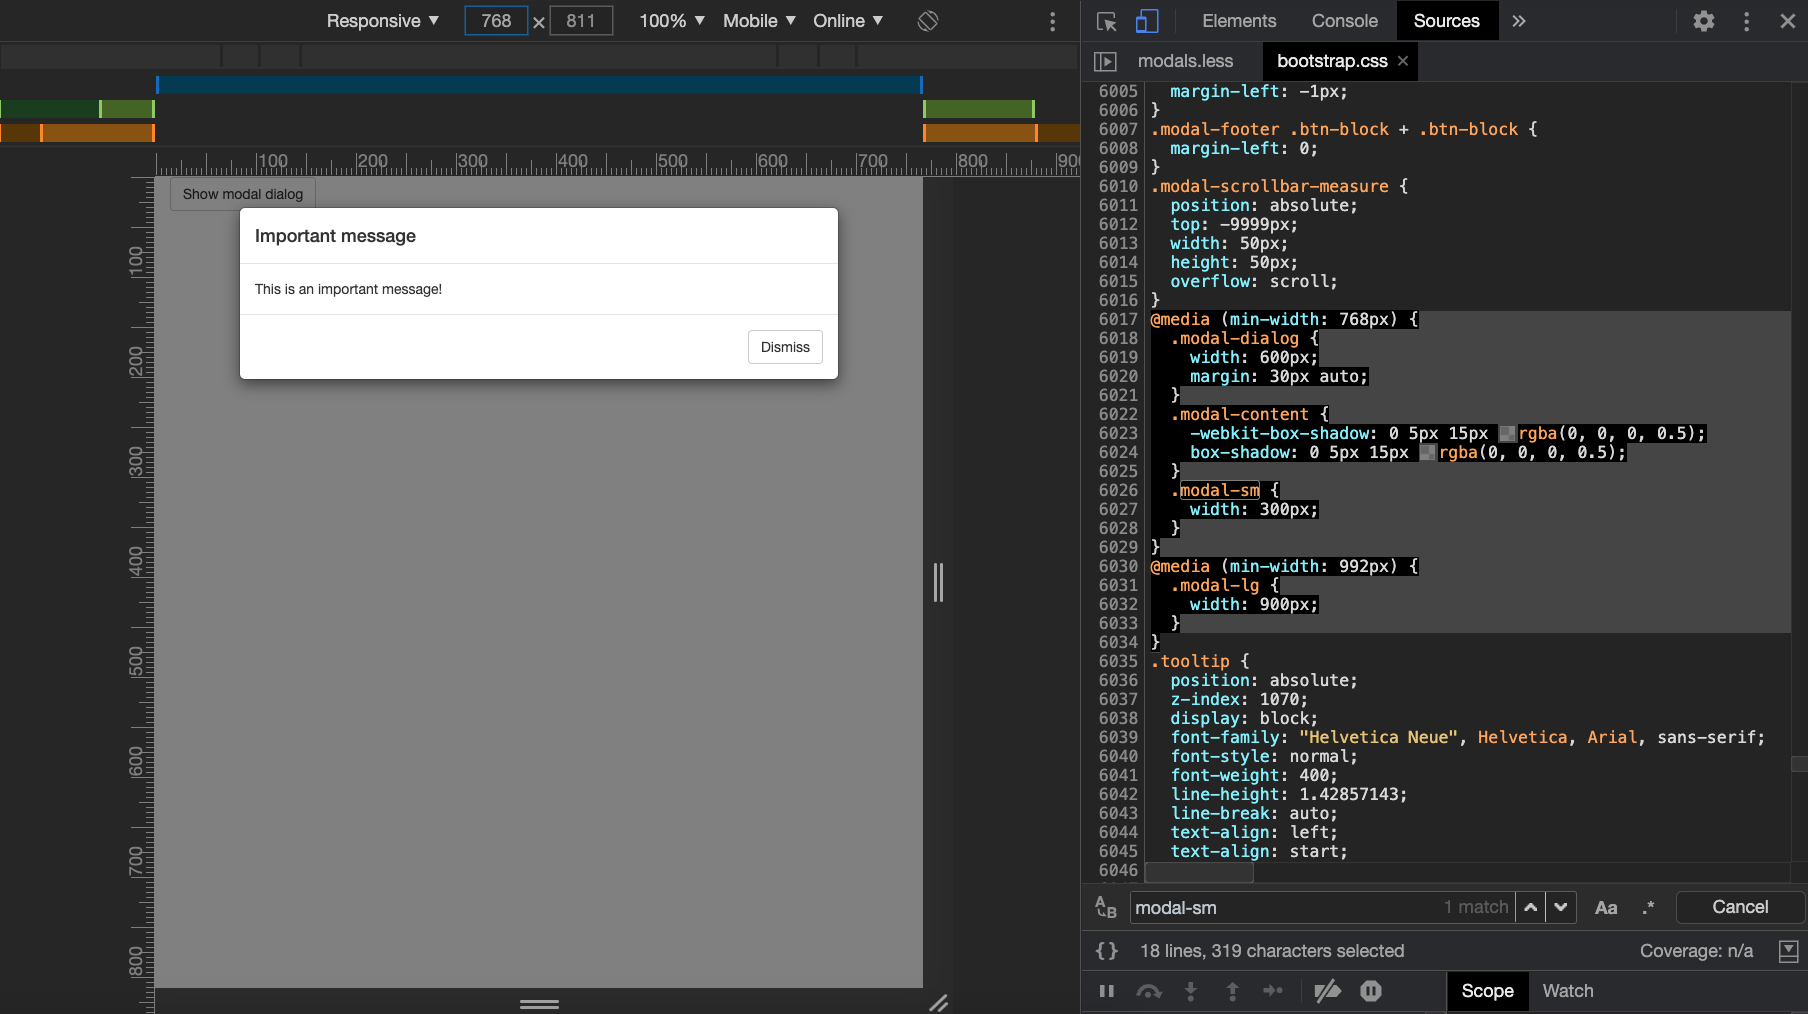 Responsive ▼ 768 × 811 100% ▼ Mobile ▼ Online ▼
Elements Console Sources »
modals.less bootstrap.css ×
100 200 300 400 500 600 700 800 900
100
200
300
400
500
600
700
800
Show modal dialog
Important message
This is an important message!
Dismiss
6005 margin-left: -1px;
6006 }
6007 .modal-footer .btn-block + .btn-block {
6008 margin-left: 0;
6009 }
6010 .modal-scrollbar-measure {
6011 position: absolute;
6012 top: -9999px;
6013 width: 50px;
6014 height: 50px;
6015 overflow: scroll;
6016 }
6017 @media (min-width: 768px) {
6018 .modal-dialog {
6019 width: 600px;
6020 margin: 30px auto;
6021 }
6022 .modal-content {
6023 -webkit-box-shadow: 0 5px 15px rgba(0, 0, 0, 0.5);
6024 box-shadow: 0 5px 15px rgba(0, 0, 0, 0.5);
6025 }
6026 .modal-sm {
6027 width: 300px;
6028 }
6029 }
6030 @media (min-width: 992px) {
6031 .modal-lg {
6032 width: 900px;
6033 }
6034 }
6035 .tooltip {
6036 position: absolute;
6037 z-index: 1070;
6038 display: block;
6039 font-family: "Helvetica Neue", Helvetica, Arial, sans-serif;
6040 font-style: normal;
6041 font-weight: 400;
6042 line-height: 1.42857143;
6043 line-break: auto;
6044 text-align: left;
6045 text-align: start;
6046
modal-sm 1 match Aa .* Cancel
{} 18 lines, 319 characters selected Coverage: n/a
Scope Watch